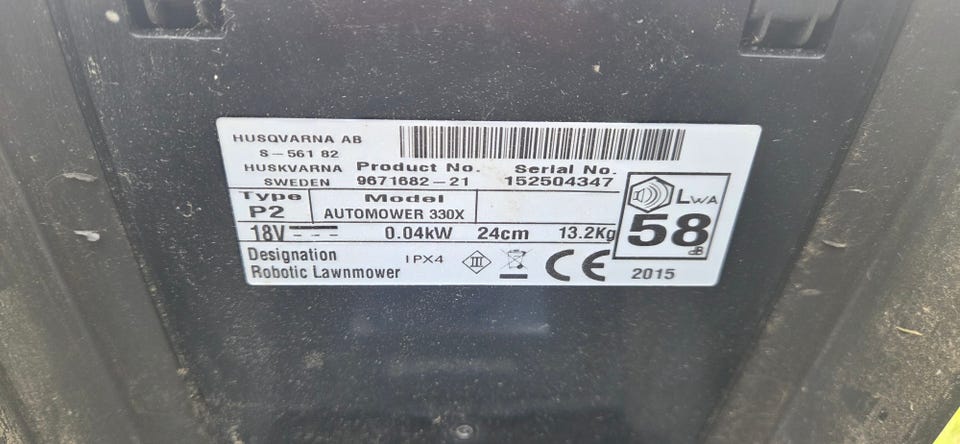 HUSQVARNA AB
S-561 82
HUSKVARNA
SWEDEN
Product No. Serial No.
9671682-21 152504347
Type Model
P2 AUTOMOWER 330X
18V 0.04kW 24cm 13.2Kg
LWA
58
dB
Designation
Robotic Lawnmower
IPX4
III
CE
2015